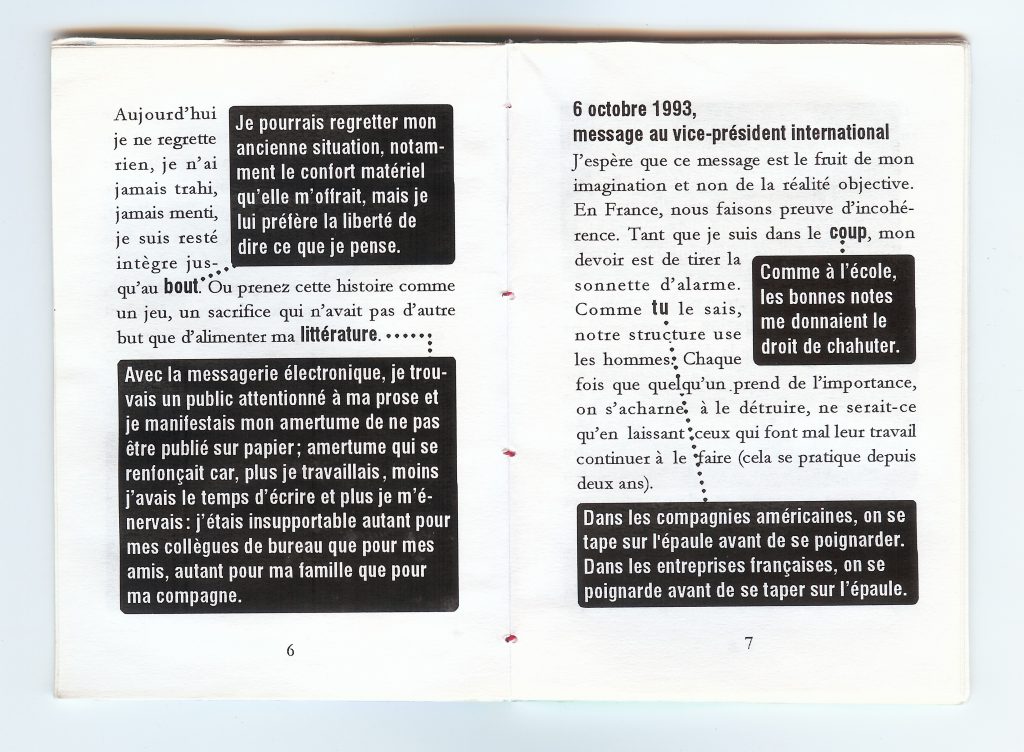 Aujourd'hui
je ne regrette
rien, je n'ai
jamais trahi,
jamais menti,
je suis resté
intègre jus-
qu'au bout. Ou prenez cette histoire comme
un jeu, un sacrifice qui n'avait pas d'autre
but que d'alimenter ma littérature.
Je pourrais regretter mon
ancienne situation, notam-
ment le confort matériel
qu'elle m'offrait, mais je
lui préfère la liberté de
dire ce que je pense.
Avec la messagerie électronique, je trou-
vais un public attentionné à ma prose et
je manifestais mon amertume de ne pas
être publié sur papier ; amertume qui se
renfonçait car, plus je travaillais, moins
j'avais le temps d'écrire et plus je m'é-
nervais : j'étais insupportable autant pour
mes collègues de bureau que pour mes
amis, autant pour ma famille que pour
ma compagne.
6
6 octobre 1993,
message au vice-président international
J'espère que ce message est le fruit de mon
imagination et non de la réalité objective.
En France, nous faisons preuve d'incohé-
rence. Tant que je suis dans le coup, mon
devoir est de tirer la
sonnette d'alarme.
Comme tu le sais,
notre structure use
les hommes. Chaque
fois que quelqu'un prend de l'importance,
on s'acharne à le détruire, ne serait-ce
qu'en laissant ceux qui font mal leur travail
continuer à le faire (cela se pratique depuis
deux ans).
Comme à l'école,
les bonnes notes
me donnaient le
droit de chahuter.
Dans les compagnies américaines, on se
tape sur l'épaule avant de se poignarder.
Dans les entreprises françaises, on se
poignarde avant de se taper sur l'épaule.
7